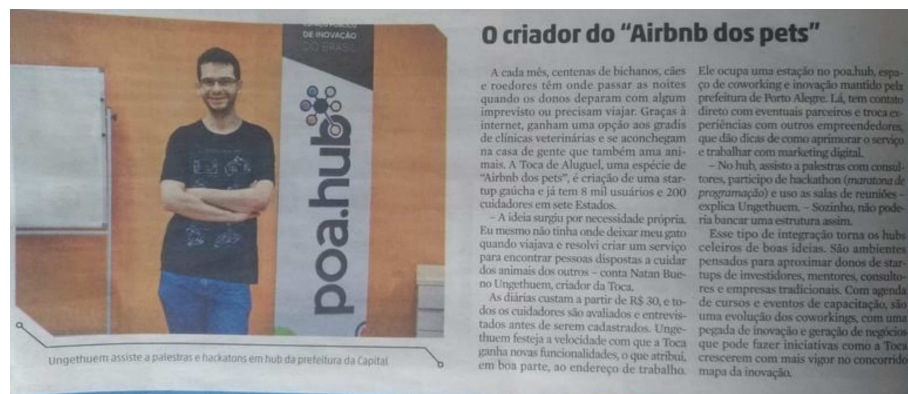 DE INOVAÇÃO
DO BRASIL
poa.hub
Ungethuem assiste a palestras e hackatons em hub da prefeitura da Capital
O criador do “Airbnb dos pets”
A cada mês, centenas de bichanos, cães
e roedores têm onde passar as noites
quando os donos deparam com algum
imprevisto ou precisam viajar. Graças à
internet, ganham uma opção aos gradis
de clínicas veterinárias e se aconchegam
na casa de gente que também ama ani-
mais. A Toca de Aluguel, uma espécie de
“Airbnb dos pets”, é criação de uma star-
tup gaúcha e já tem 8 mil usuários e 200
cuidadores em sete Estados.
– A ideia surgiu por necessidade própria.
Eu mesmo não tinha onde deixar meu gato
quando viajava e resolvi criar um serviço
para encontrar pessoas dispostas a cuidar
dos animais dos outros – conta Natan Bue-
no Ungethuem, criador da Toca.
As diárias custam a partir de R$ 30, e to-
dos os cuidadores são avaliados e entrevis-
tados antes de serem cadastrados. Unge-
thuem festeja a velocidade com que a Toca
ganha novas funcionalidades, o que atribui,
em boa parte, ao endereço de trabalho.
Ele ocupa uma estação no poa.hub, espa-
ço de coworking e inovação mantido pela
prefeitura de Porto Alegre. Lá, tem contato
direto com eventuais parceiros e troca ex-
periências com outros empreendedores,
que dão dicas de como aprimorar o serviço
e trabalhar com marketing digital.
– No hub, assisto a palestras com consul-
tores, participo de hackathon (maratona de
programação) e uso as salas de reuniões –
explica Ungethuem. – Sozinho, não pode-
ria bancar uma estrutura assim.
Esse tipo de integração torna os hubs
celeiros de boas ideias. São ambientes
pensados para aproximar donos de star-
tups de investidores, mentores, consulto-
res e empresas tradicionais. Com agenda
de cursos e eventos de capacitação, são
uma evolução dos coworkings, com uma
pegada de inovação e geração de negócios
que pode fazer iniciativas como a Toca
crescerem com mais vigor no concorrido
mapa da inovação.